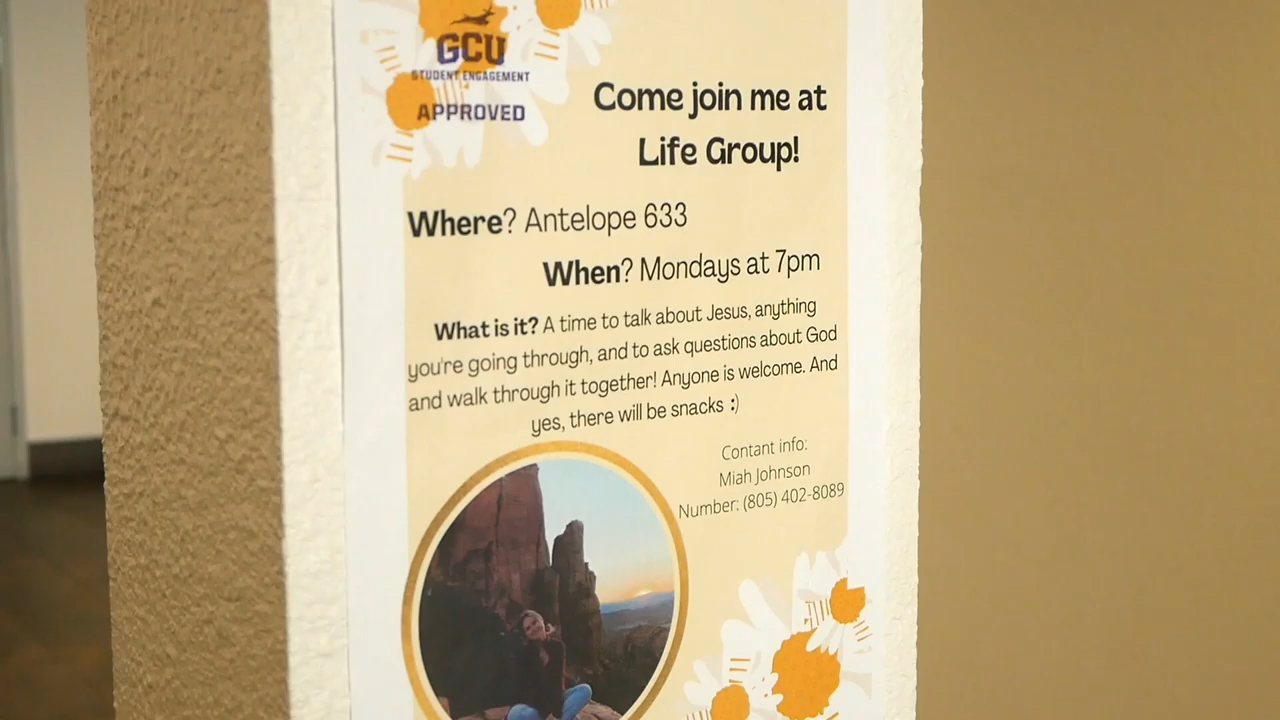 GCU
STUDENT ENGAGEMENT
APPROVED
Come join me at
Life Group!
Where? Antelope 633
When? Mondays at 7pm
What is it? A time to talk about Jesus, anything
you're going through, and to ask questions about God
and walk through it together! Anyone is welcome. And
yes, there will be snacks :)
Contant info:
Miah Johnson
Number: (805) 402-8089